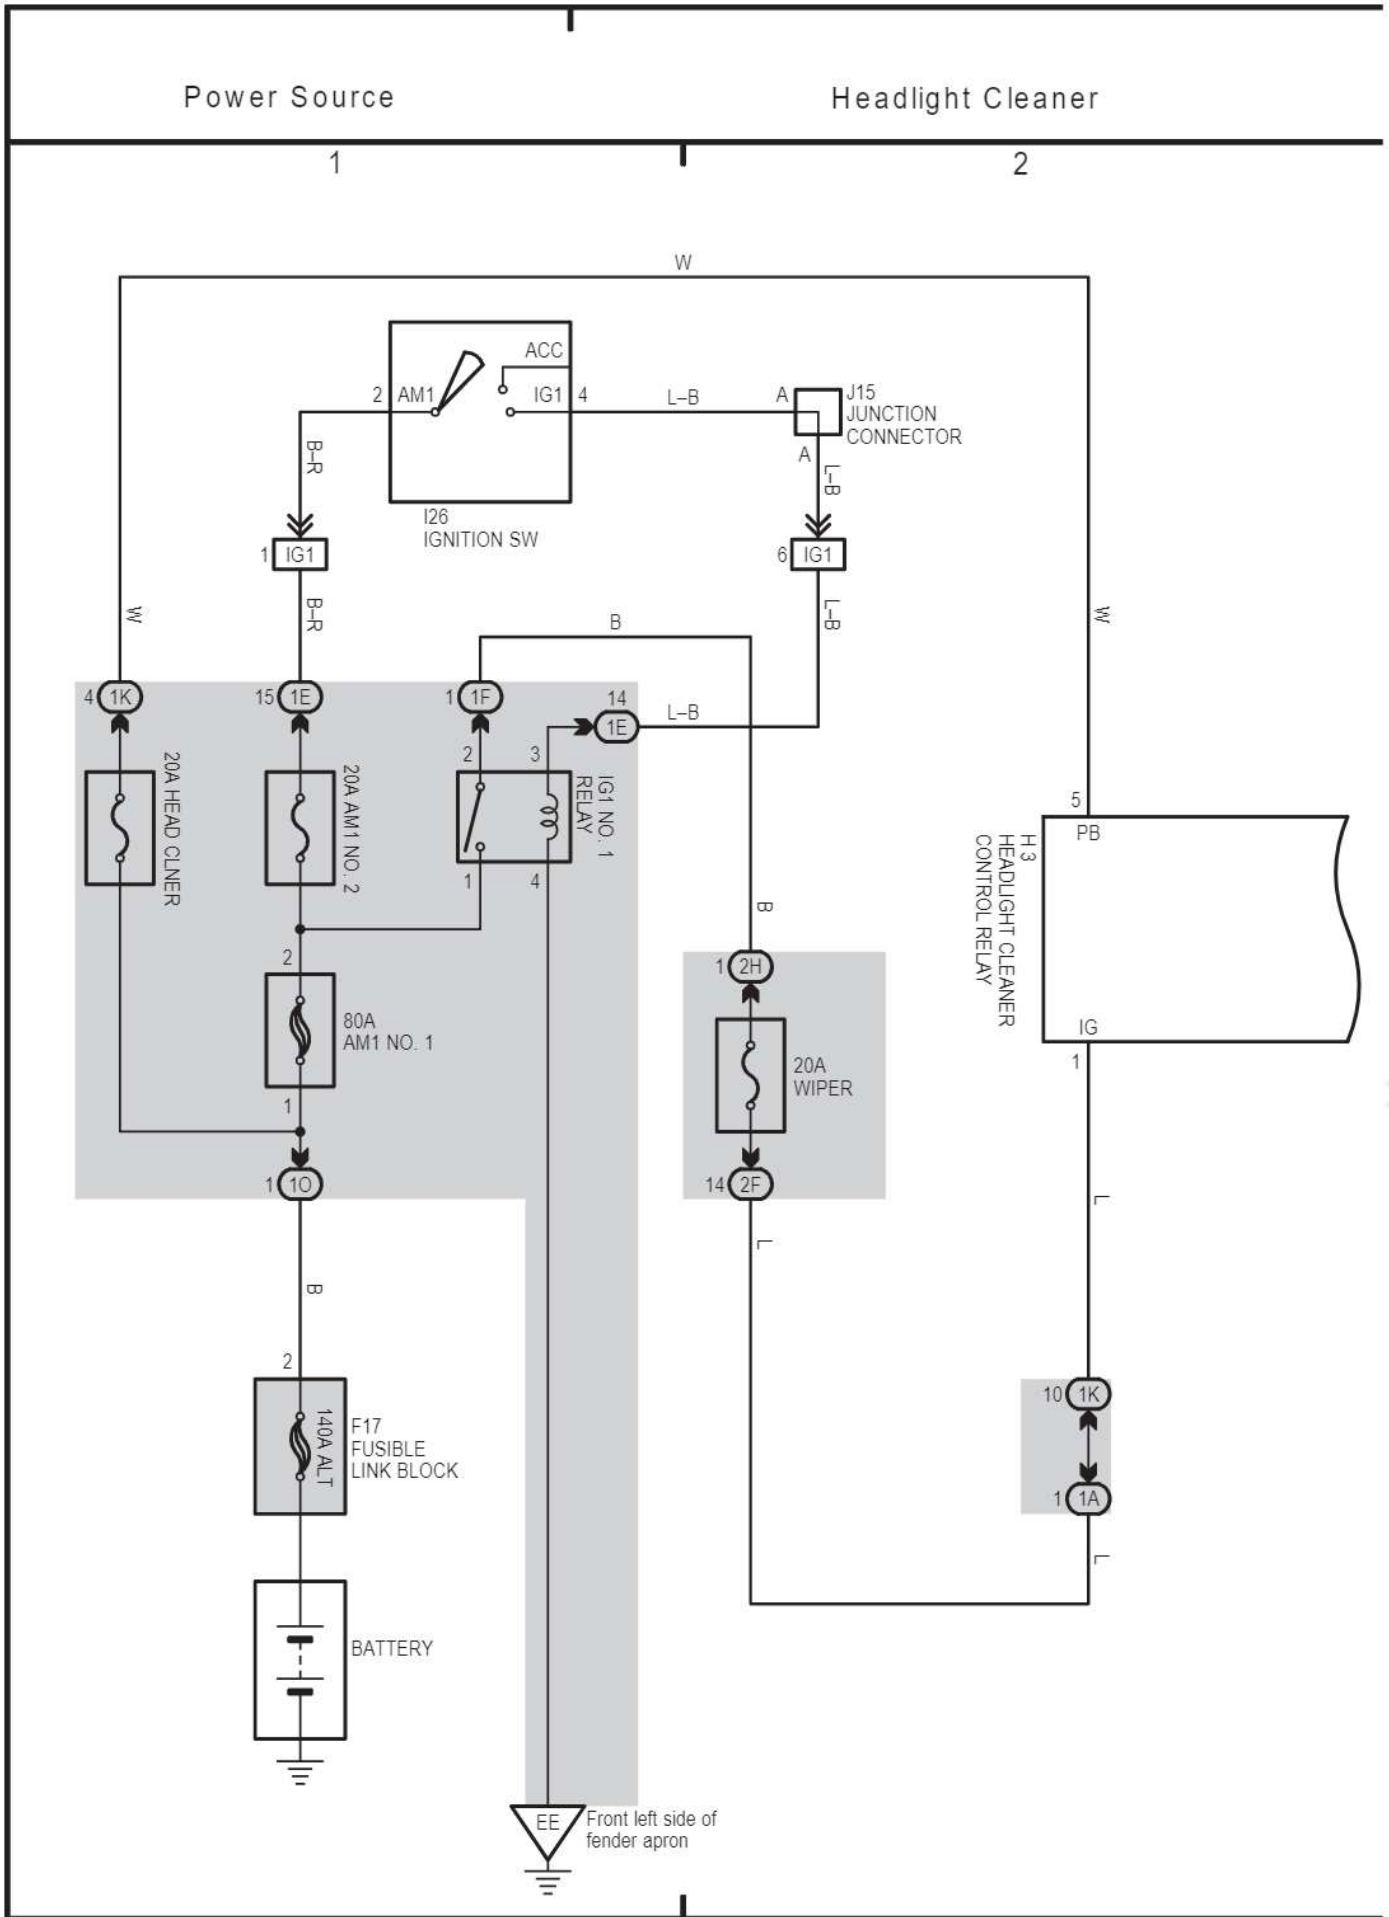 Power Source
Headlight Cleaner
1
2
W
ACC
2
AM1
IG1
4
L–B
A
J15
JUNCTION
CONNECTOR
A
B–R
L–B
I26
IGNITION SW
1
IG1
6
IG1
W
B–R
L–B
W
B
4
1K
15
1E
1
1F
14
1E
L–B
20A HEAD CLNER
20A AM1 NO. 2
2
3
IG1 NO. 1
RELAY
1
4
5
PB
H 3
HEADLIGHT CLEANER
CONTROL RELAY
IG
1
B
2
80A
AM1 NO. 1
1
1
2H
20A
WIPER
14
2F
1
1O
L
L
B
2
140A ALT
F17
FUSIBLE
LINK BLOCK
10
1K
1
1A
L
BATTERY
EE
Front left side of
fender apron